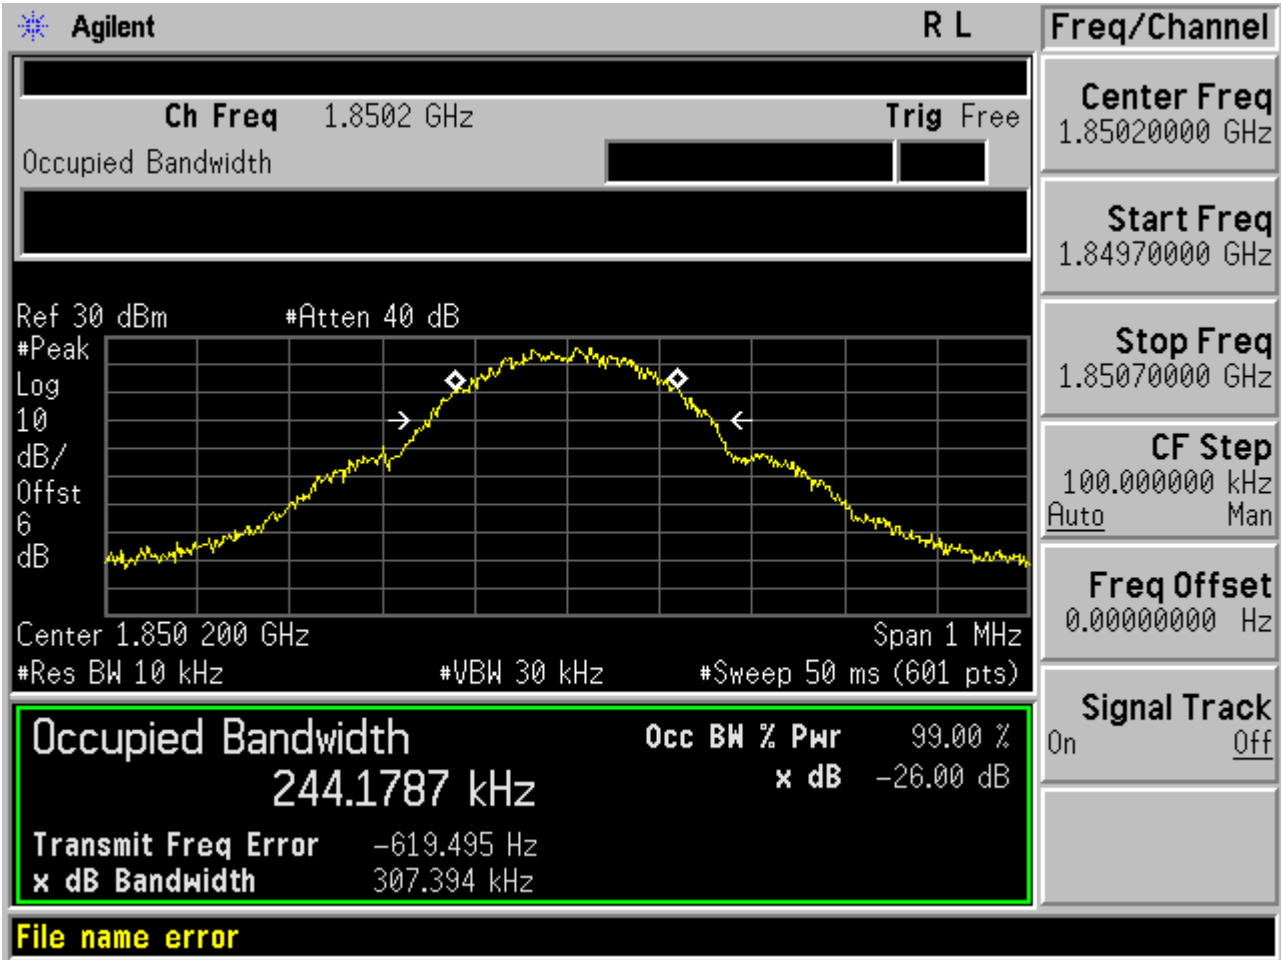 Agilent R L Freq/Channel
Ch Freq 1.8502 GHz Trig Free
Occupied Bandwidth
Center Freq
1.85020000 GHz
Start Freq
1.84970000 GHz
Stop Freq
1.85070000 GHz
CF Step
100.000000 kHz
Auto Man
Freq Offset
0.00000000 Hz
Signal Track
On Off
Ref 30 dBm #Atten 40 dB
#Peak
Log
10
dB/
Offst
6
dB
Center 1.850 200 GHz Span 1 MHz
#Res BW 10 kHz #VBW 30 kHz #Sweep 50 ms (601 pts)
Occupied Bandwidth Occ BW % Pwr 99.00 %
244.1787 kHz x dB -26.00 dB
Transmit Freq Error -619.495 Hz
x dB Bandwidth 307.394 kHz
File name error